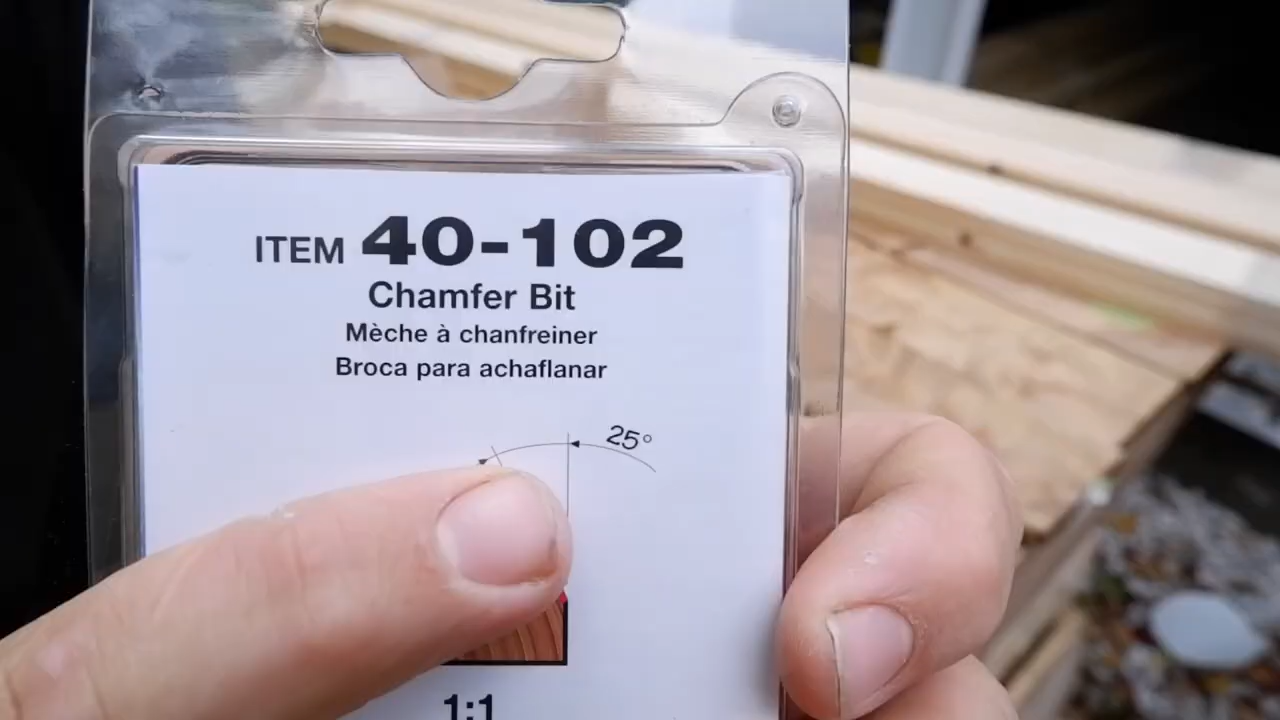 ITEM 40-102
Chamfer Bit
Mèche à chanfreiner
Broca para achaflanar
25°
1:1